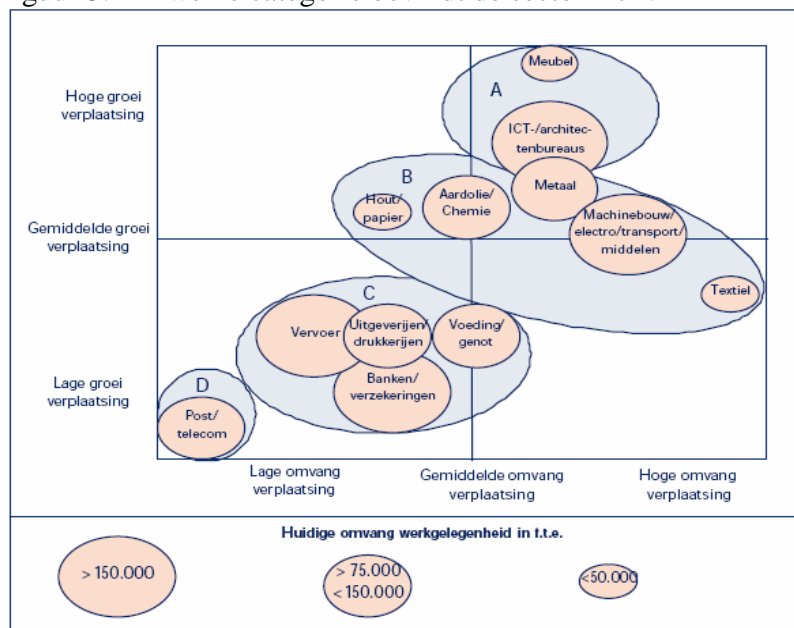 Hoge groei
verplaatsing
Gemiddelde groei
verplaatsing
Lage groei
verplaatsing
A
Meubel
ICT-/architec-
tenbureaus
B
Hout/
papier
Aardolie/
Chemie
Metaal
Machinebouw/
electro/transport/
middelen
Textiel
C
Vervoer
Uitgeverijen/
drukkerijen
Voeding/
genot
Banken/
verzekeringen
D
Post/
telecom
Lage omvang
verplaatsing
Gemiddelde omvang
verplaatsing
Hoge omvang
verplaatsing
Huidige omvang werkgelegenheid in f.t.e.
> 150.000
> 75.000
< 150.000
<50.000